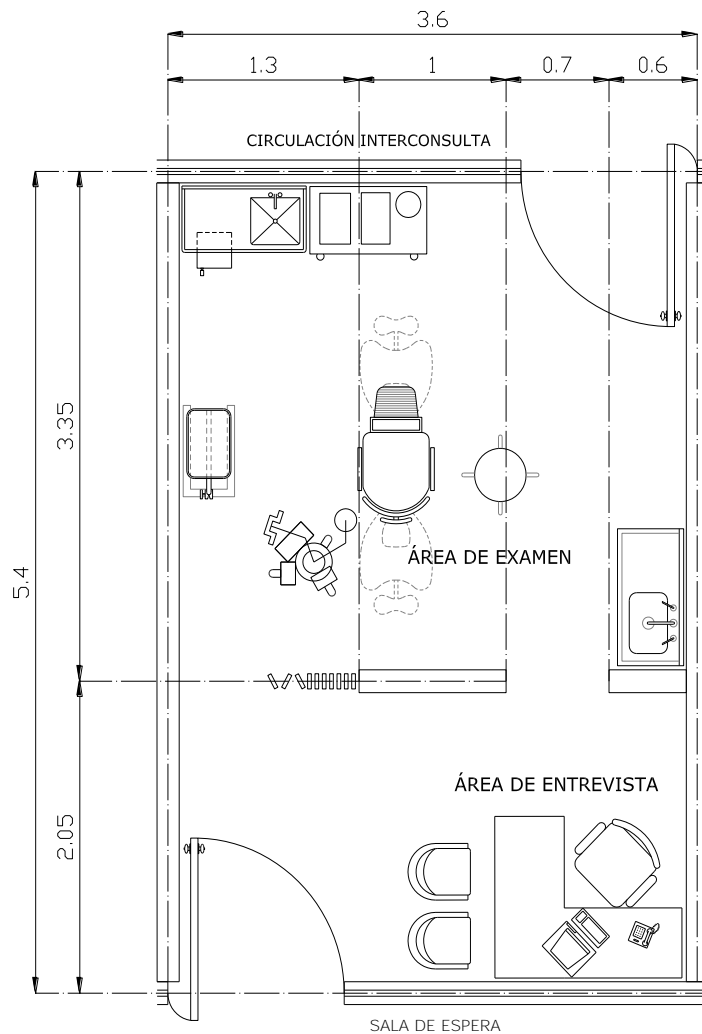 3.6
1.3
1
0.7
0.6
CIRCULACIÓN INTERCONSULTA
3.35
5.4
ÁREA DE EXAMEN
2.05
ÁREA DE ENTREVISTA
SALA DE ESPERA